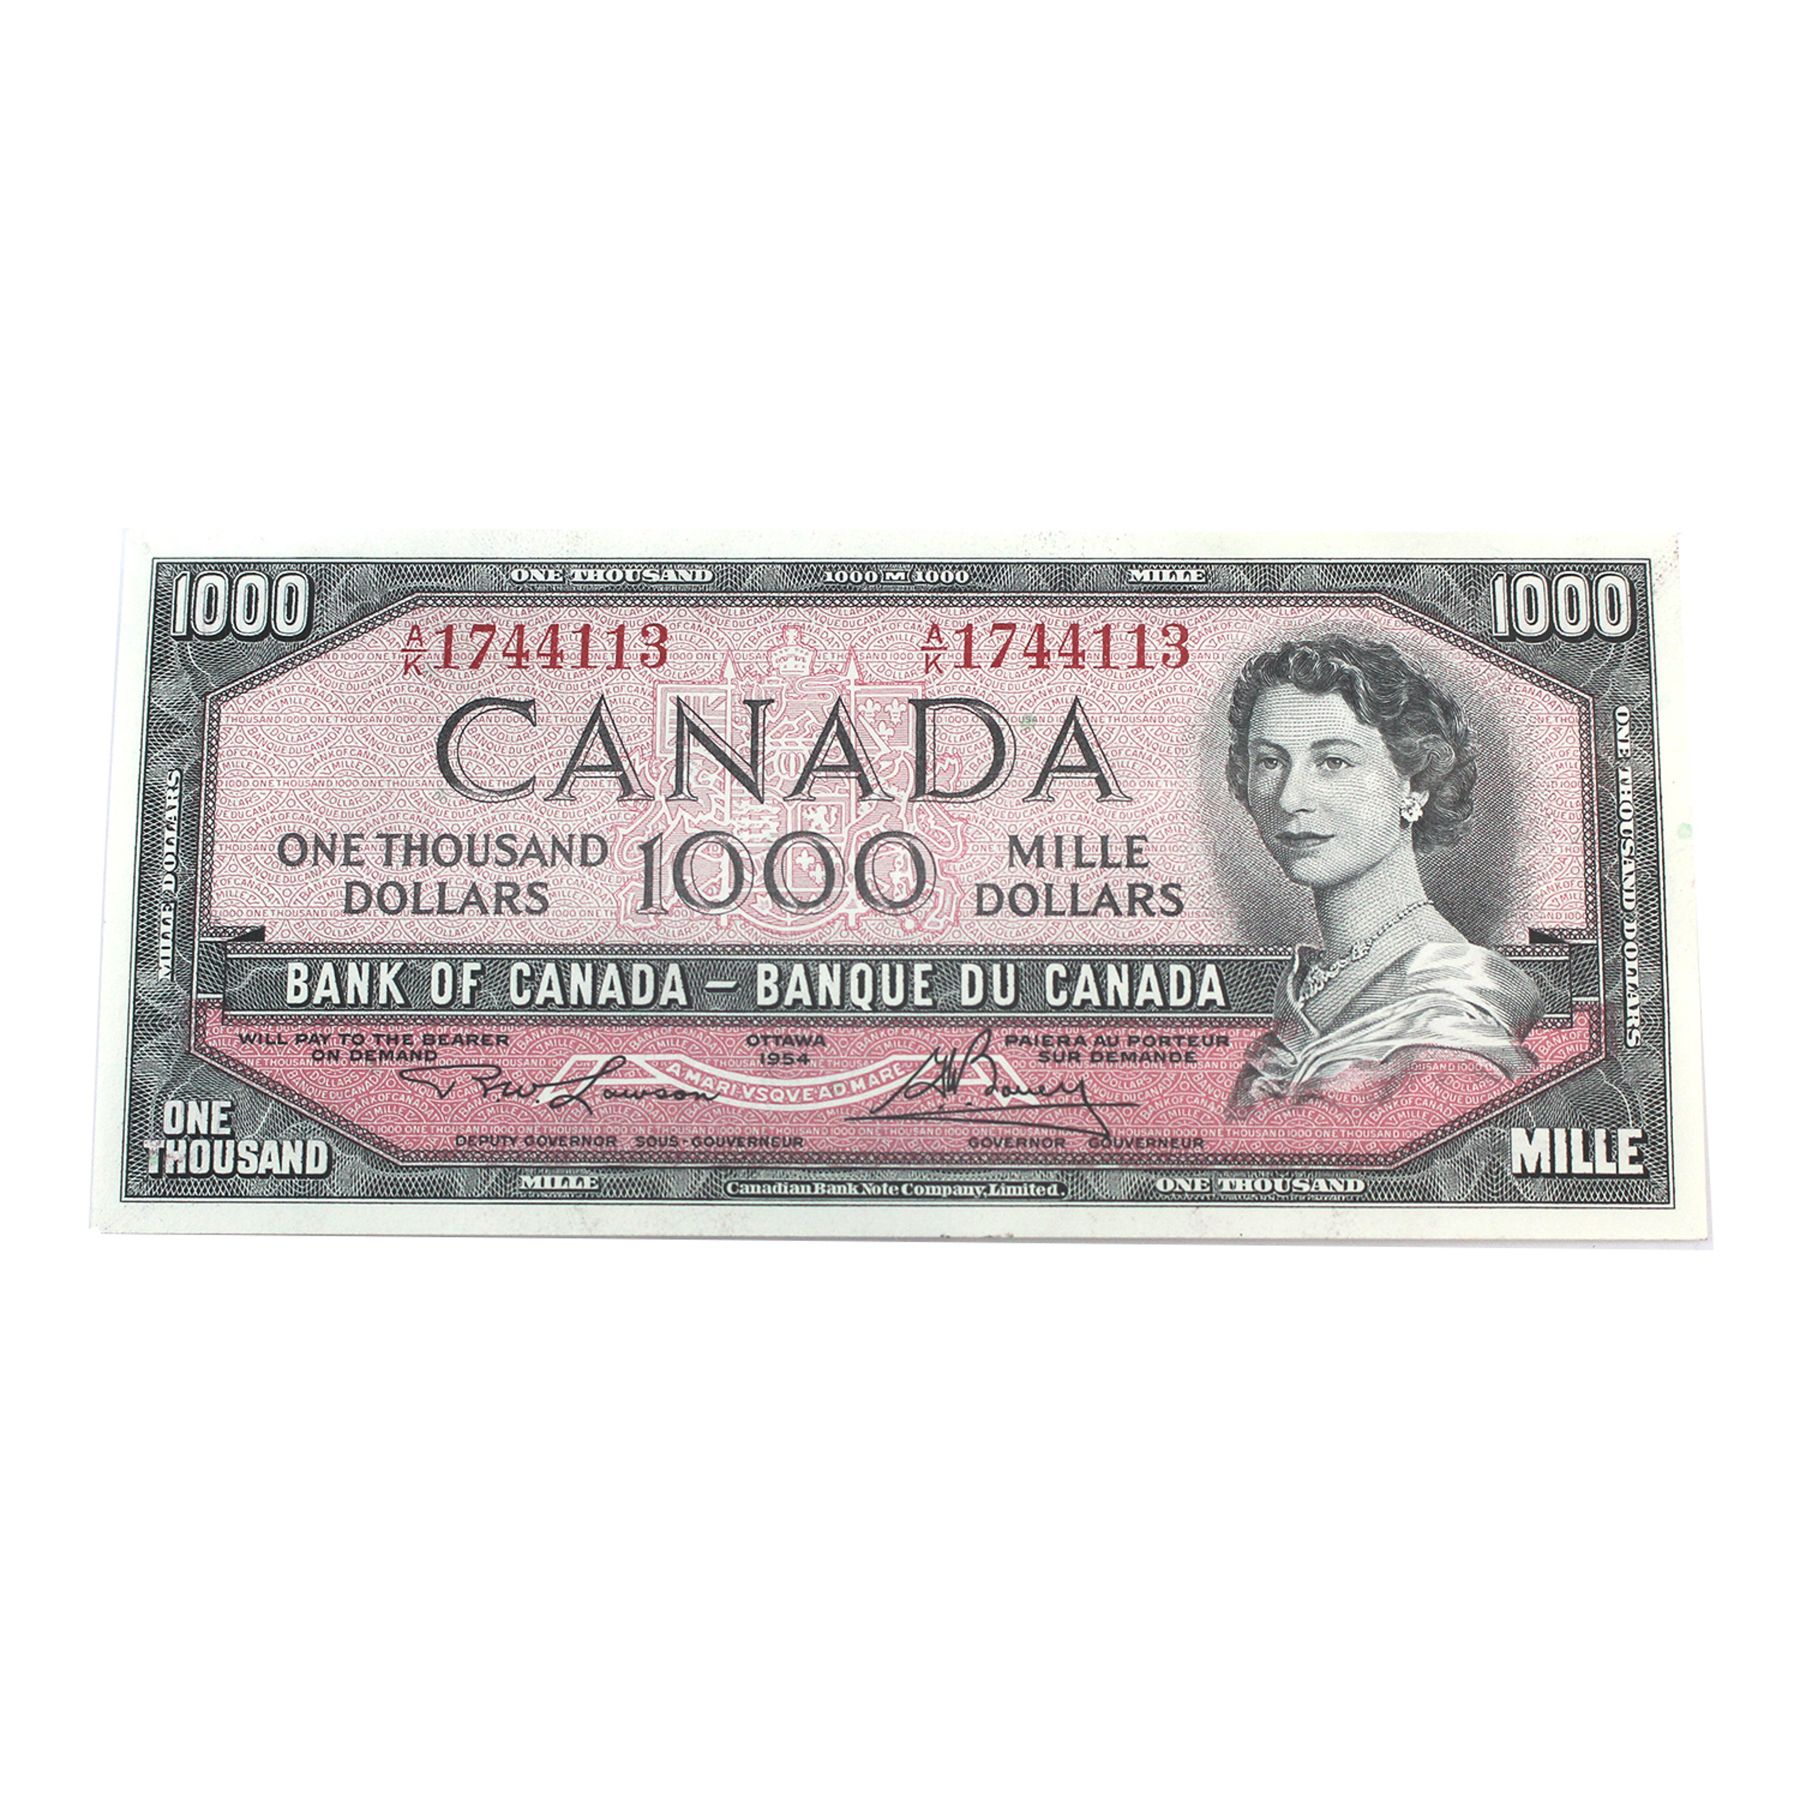 1000 ONE THOUSAND 1000 M 1000 MILLE 1000
A/K 1744113 A/K 1744113
CANADA
ONE THOUSAND DOLLARS 1000 MILLE DOLLARS
MILLE DOLLARS
ONE THOUSAND DOLLARS
BANK OF CANADA – BANQUE DU CANADA
WILL PAY TO THE BEARER ON DEMAND
OTTAWA
1954
PAIERA AU PORTEUR SUR DEMANDE
A MARI VSQVE AD MARE
R.W. Lawson
G.K. Bouey
DEPUTY GOVERNOR SOUS-GOUVERNEUR
GOVERNOR GOUVERNEUR
ONE THOUSAND
MILLE
MILLE Canadian Bank Note Company, Limited. ONE THOUSAND